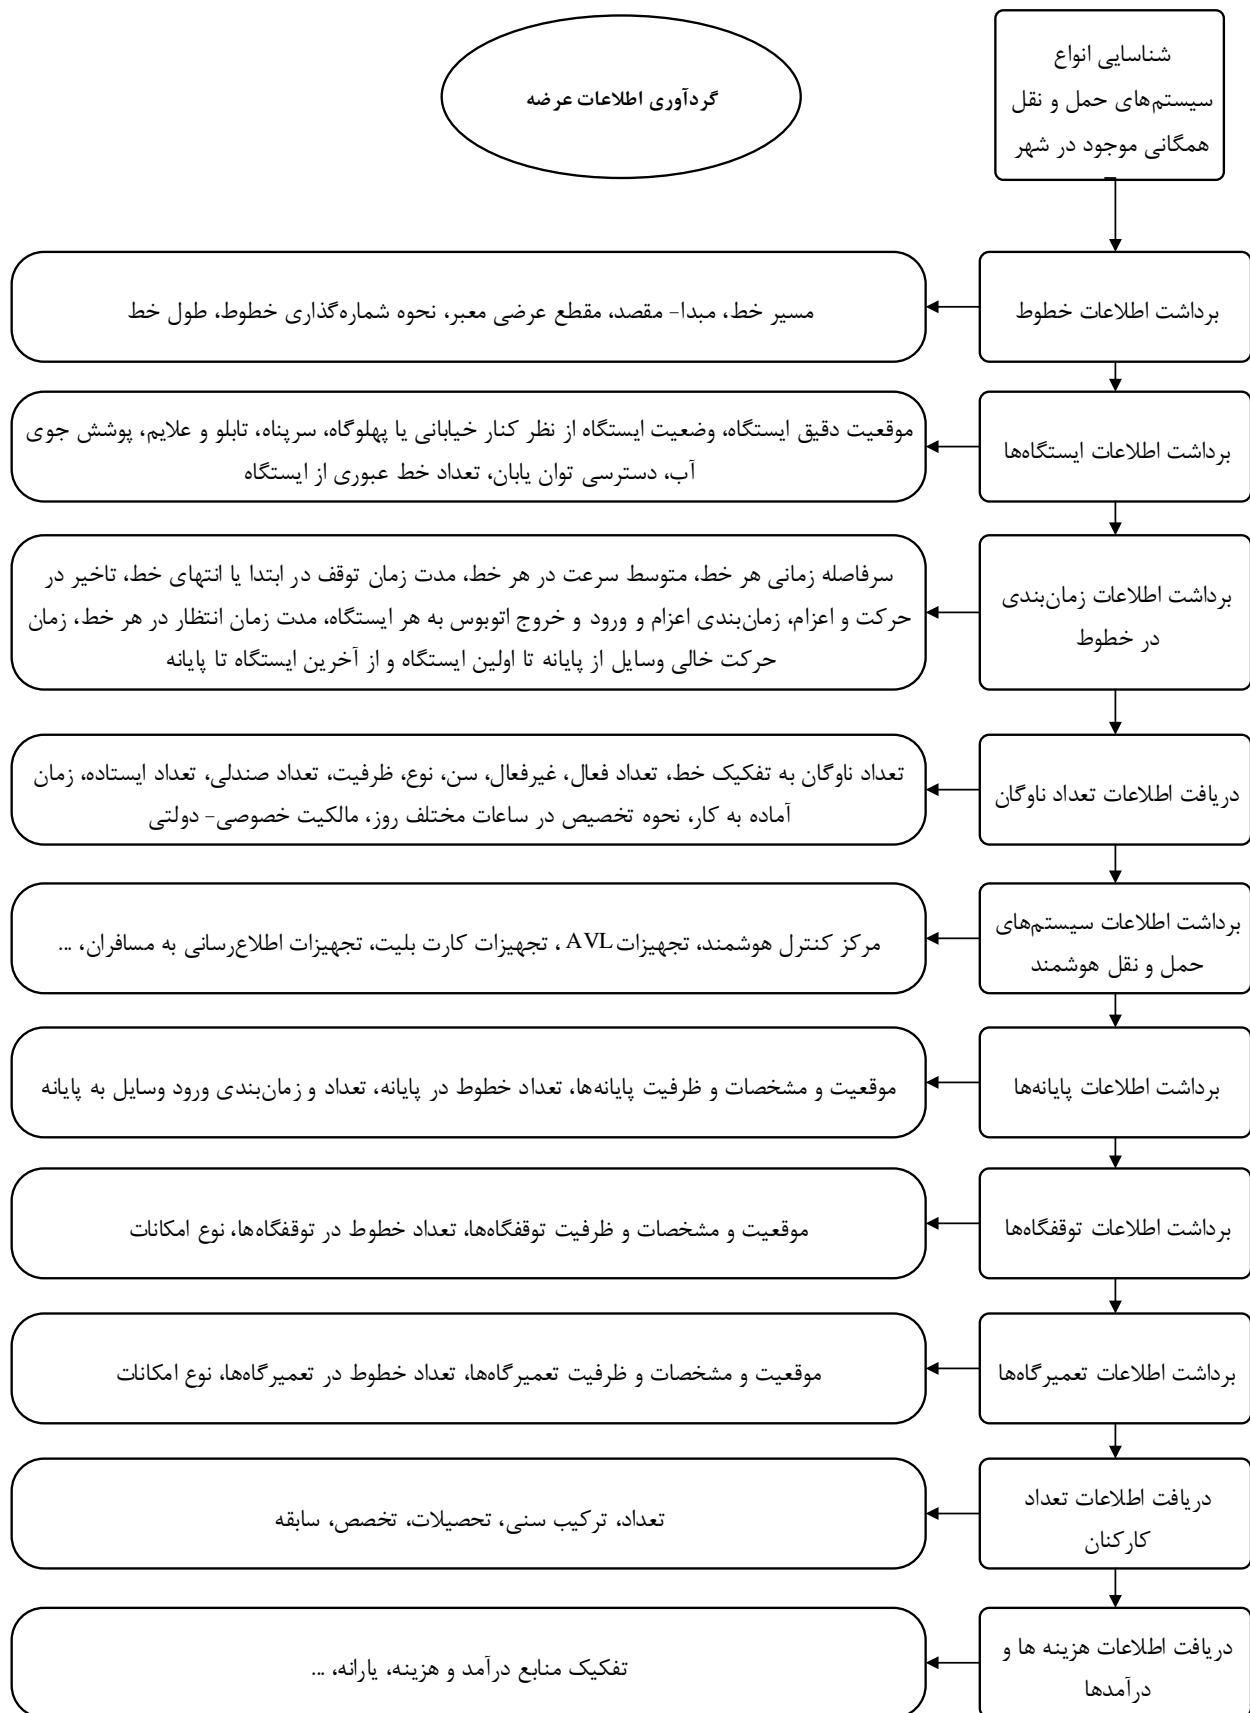 گردآوری اطلاعات عرضه
شناسایی انواع
سیستم‌های حمل و نقل
همگانی موجود در شهر
برداشت اطلاعات خطوط
مسیر خط، مبدا- مقصد، مقطع عرضی معبر، نحوه شماره‌گذاری خطوط، طول خط
برداشت اطلاعات ایستگاه‌ها
موقعیت دقیق ایستگاه، وضعیت ایستگاه از نظر کنار خیابانی یا پهلوگاه، سرپناه، تابلو و علایم، پوشش جوی
آب، دسترسی توان یابان، تعداد خط عبوری از ایستگاه
برداشت اطلاعات زمان‌بندی
در خطوط
سرفاصله زمانی هر خط، متوسط سرعت در هر خط، مدت زمان توقف در ابتدا یا انتهای خط، تاخیر در
حرکت و اعزام، زمان‌بندی اعزام و ورود و خروج اتوبوس به هر ایستگاه، مدت زمان انتظار در هر خط، زمان
حرکت خالی وسایل از پایانه تا اولین ایستگاه و از آخرین ایستگاه تا پایانه
دریافت اطلاعات تعداد ناوگان
تعداد ناوگان به تفکیک خط، تعداد فعال، غیرفعال، سن، نوع، ظرفیت، تعداد صندلی، تعداد ایستاده، زمان
آماده به کار، نحوه تخصیص در ساعات مختلف روز، مالکیت خصوصی- دولتی
برداشت اطلاعات سیستم‌های
حمل و نقل هوشمند
مرکز کنترل هوشمند، تجهیزات AVL ، تجهیزات کارت بلیت، تجهیزات اطلاع‌رسانی به مسافران، ...
برداشت اطلاعات پایانه‌ها
موقعیت و مشخصات و ظرفیت پایانه‌ها، تعداد خطوط در پایانه، تعداد و زمان‌بندی ورود وسایل به پایانه
برداشت اطلاعات توقفگاه‌ها
موقعیت و مشخصات و ظرفیت توقفگاه‌ها، تعداد خطوط در توقفگاه‌ها، نوع امکانات
برداشت اطلاعات تعمیرگاه‌ها
موقعیت و مشخصات و ظرفیت تعمیرگاه‌ها، تعداد خطوط در تعمیرگاه‌ها، نوع امکانات
دریافت اطلاعات تعداد
کارکنان
تعداد، ترکیب سنی، تحصیلات، تخصص، سابقه
دریافت اطلاعات هزینه ها و
درآمدها
تفکیک منابع درآمد و هزینه، یارانه، ...